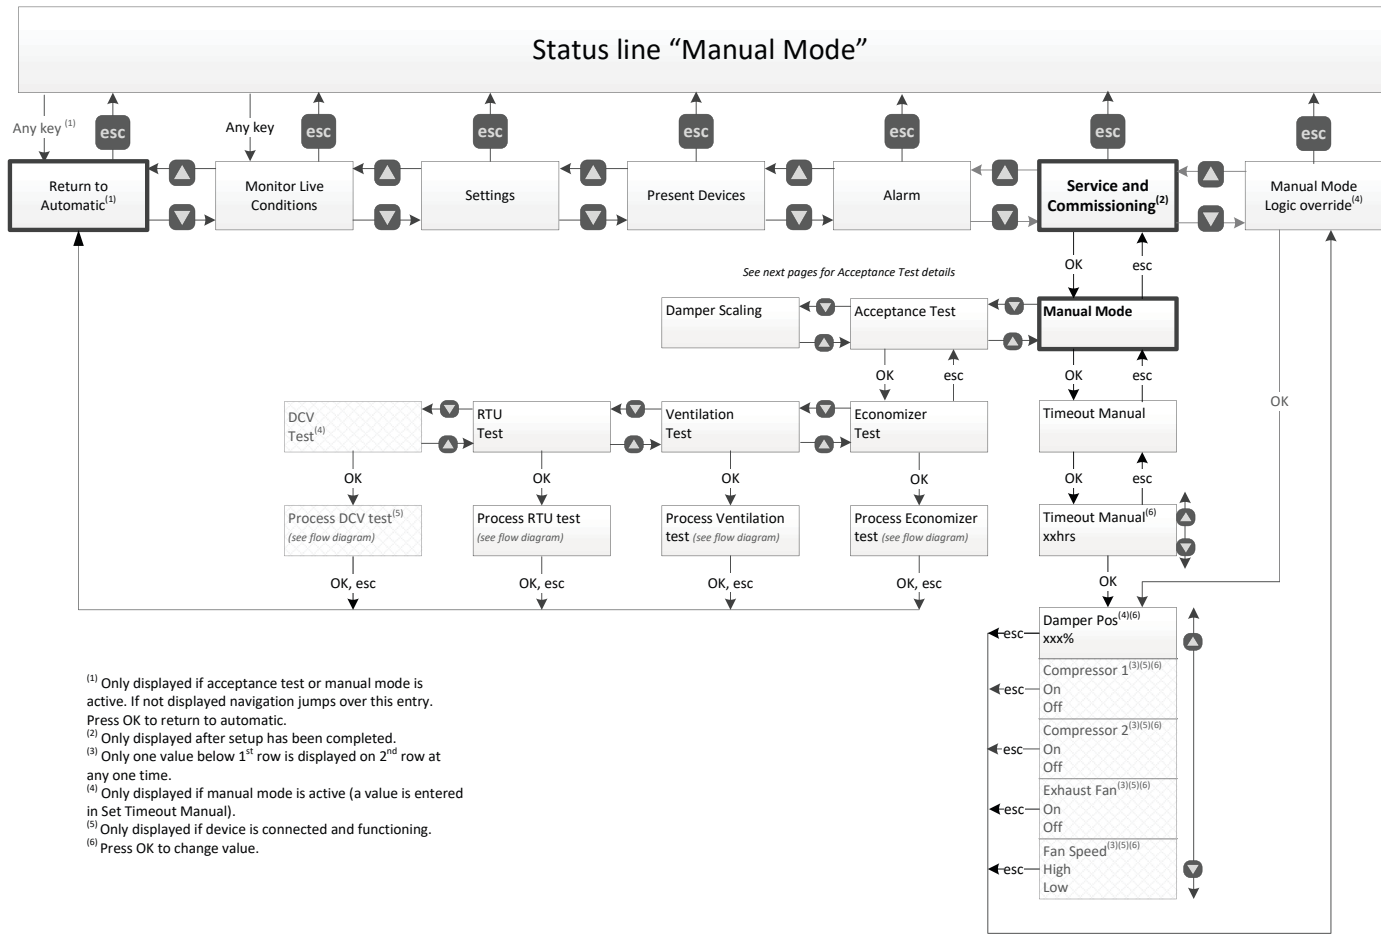 Status line “Manual Mode”
Any key (1)
esc
Any key
esc
esc
esc
esc
esc
esc
Return to
Automatic(1)
Monitor Live
Conditions
Settings
Present Devices
Alarm
Service and
Commissioning(2)
Manual Mode
Logic override(4)
OK
esc
See next pages for Acceptance Test details
Damper Scaling
Acceptance Test
Manual Mode
OK
esc
OK
esc
OK
DCV
Test(4)
RTU
Test
Ventilation
Test
Economizer
Test
Timeout Manual
OK
OK
OK
OK
OK
esc
Process DCV test(5)
(see flow diagram)
Process RTU test
(see flow diagram)
Process Ventilation
test (see flow diagram)
Process Economizer
test (see flow diagram)
Timeout Manual(6)
xxhrs
OK, esc
OK, esc
OK, esc
OK, esc
OK
Damper Pos(4)(6)
xxx%
esc
Compressor 1(3)(5)(6)
On
Off
esc
Compressor 2(3)(5)(6)
On
Off
esc
Exhaust Fan(3)(5)(6)
On
Off
esc
Fan Speed(3)(5)(6)
High
Low
esc
(1) Only displayed if acceptance test or manual mode is
active. If not displayed navigation jumps over this entry.
Press OK to return to automatic.
(2) Only displayed after setup has been completed.
(3) Only one value below 1st row is displayed on 2nd row at
any one time.
(4) Only displayed if manual mode is active (a value is entered
in Set Timeout Manual).
(5) Only displayed if device is connected and functioning.
(6) Press OK to change value.